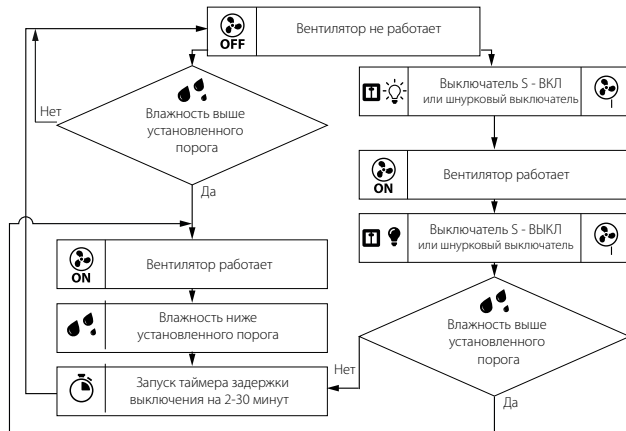 OFF
Вентилятор не работает
Нет
Влажность выше
установленного
порога
Да
ON
Вентилятор работает
Влажность ниже
установленного порога
Запуск таймера задержки
выключения на 2-30 минут
Выключатель S - ВКЛ
или шнурковый выключатель
ON
Вентилятор работает
Выключатель S - ВЫКЛ
или шнурковый выключатель
Влажность выше
установленного
порога
Нет
Да